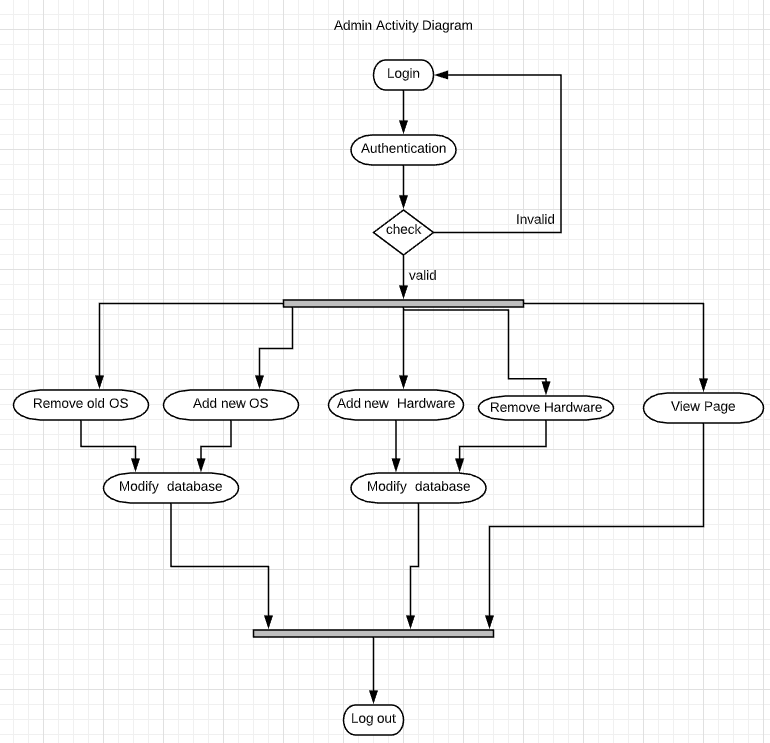 Admin Activity Diagram
Login
Authentication
check
Invalid
valid
Remove old OS
Add new OS
Add new Hardware
Remove Hardware
View Page
Modify database
Modify database
Log out